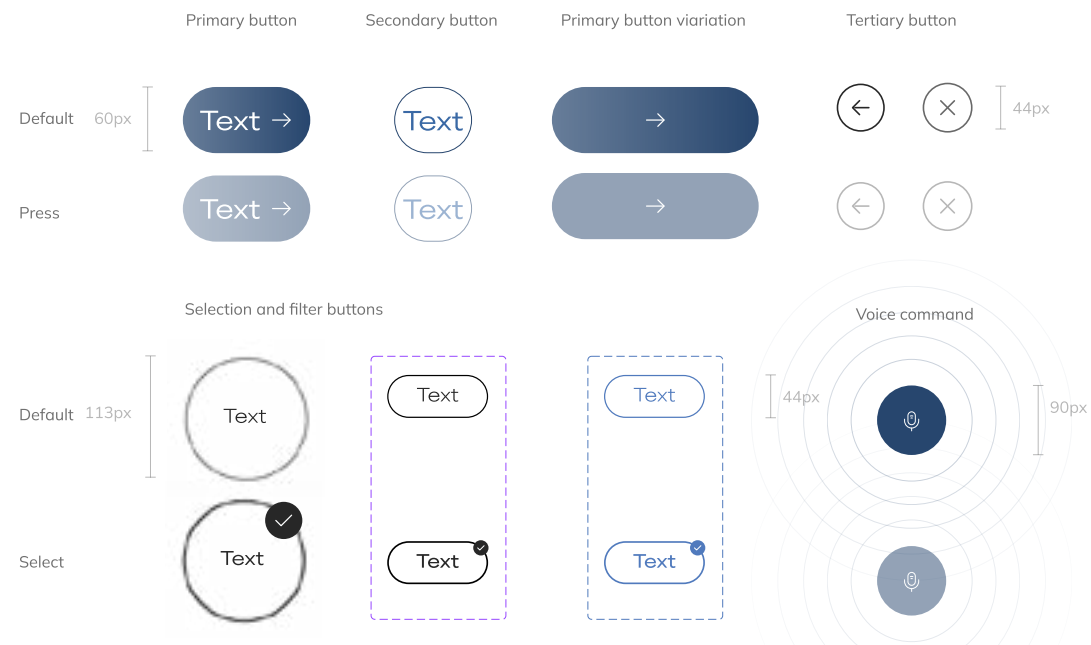 Primary button
Secondary button
Primary button viariation
Tertiary button
Default
60px
Text
Text
44px
Press
Text
Text
Selection and filter buttons
Voice command
Default
113px
Text
Text
Text
44px
90px
Select
Text
Text
Text